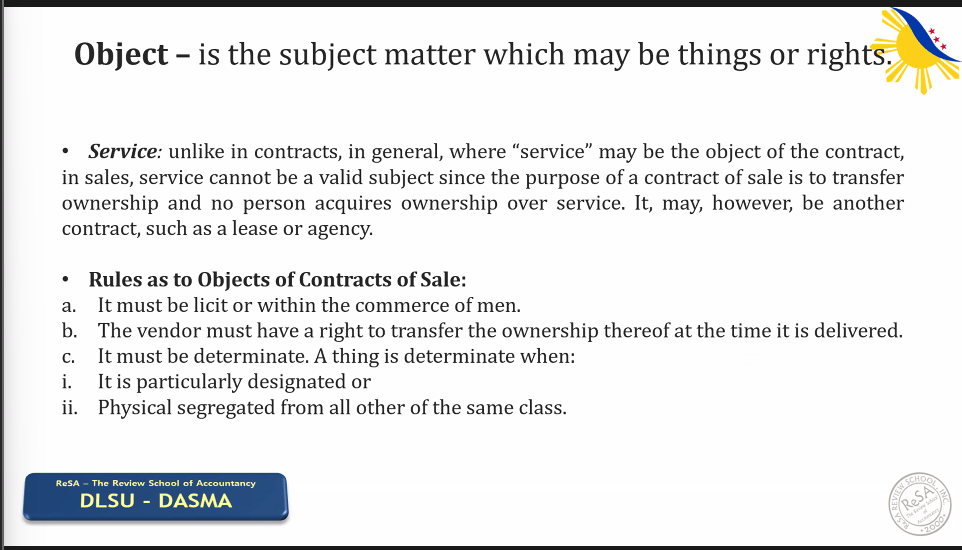 Object – is the subject matter which may be things or rights.
• Service: unlike in contracts, in general, where “service” may be the object of the contract,
in sales, service cannot be a valid subject since the purpose of a contract of sale is to transfer
ownership and no person acquires ownership over service. It, may, however, be another
contract, such as a lease or agency.
• Rules as to Objects of Contracts of Sale:
a. It must be licit or within the commerce of men.
b. The vendor must have a right to transfer the ownership thereof at the time it is delivered.
c. It must be determinate. A thing is determinate when:
i. It is particularly designated or
ii. Physical segregated from all other of the same class.
ReSA – The Review School of Accountancy
DLSU - DASMA
ReSA REVIEW SCHOOL, INC.
ReSA
The Review School
of
Accountancy
2000